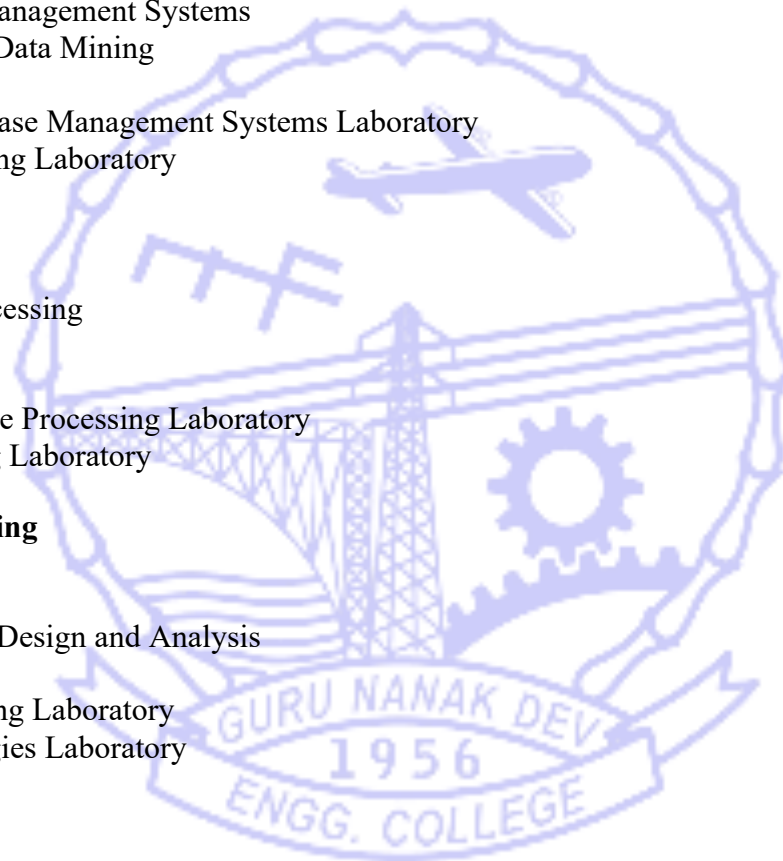 anagement Systems
Data Mining
ase Management Systems Laboratory
ng Laboratory
cessing
e Processing Laboratory
g Laboratory
ing
Design and Analysis
ng Laboratory
gies Laboratory
GURU NANAK DEV
1956
ENGG. COLLEGE